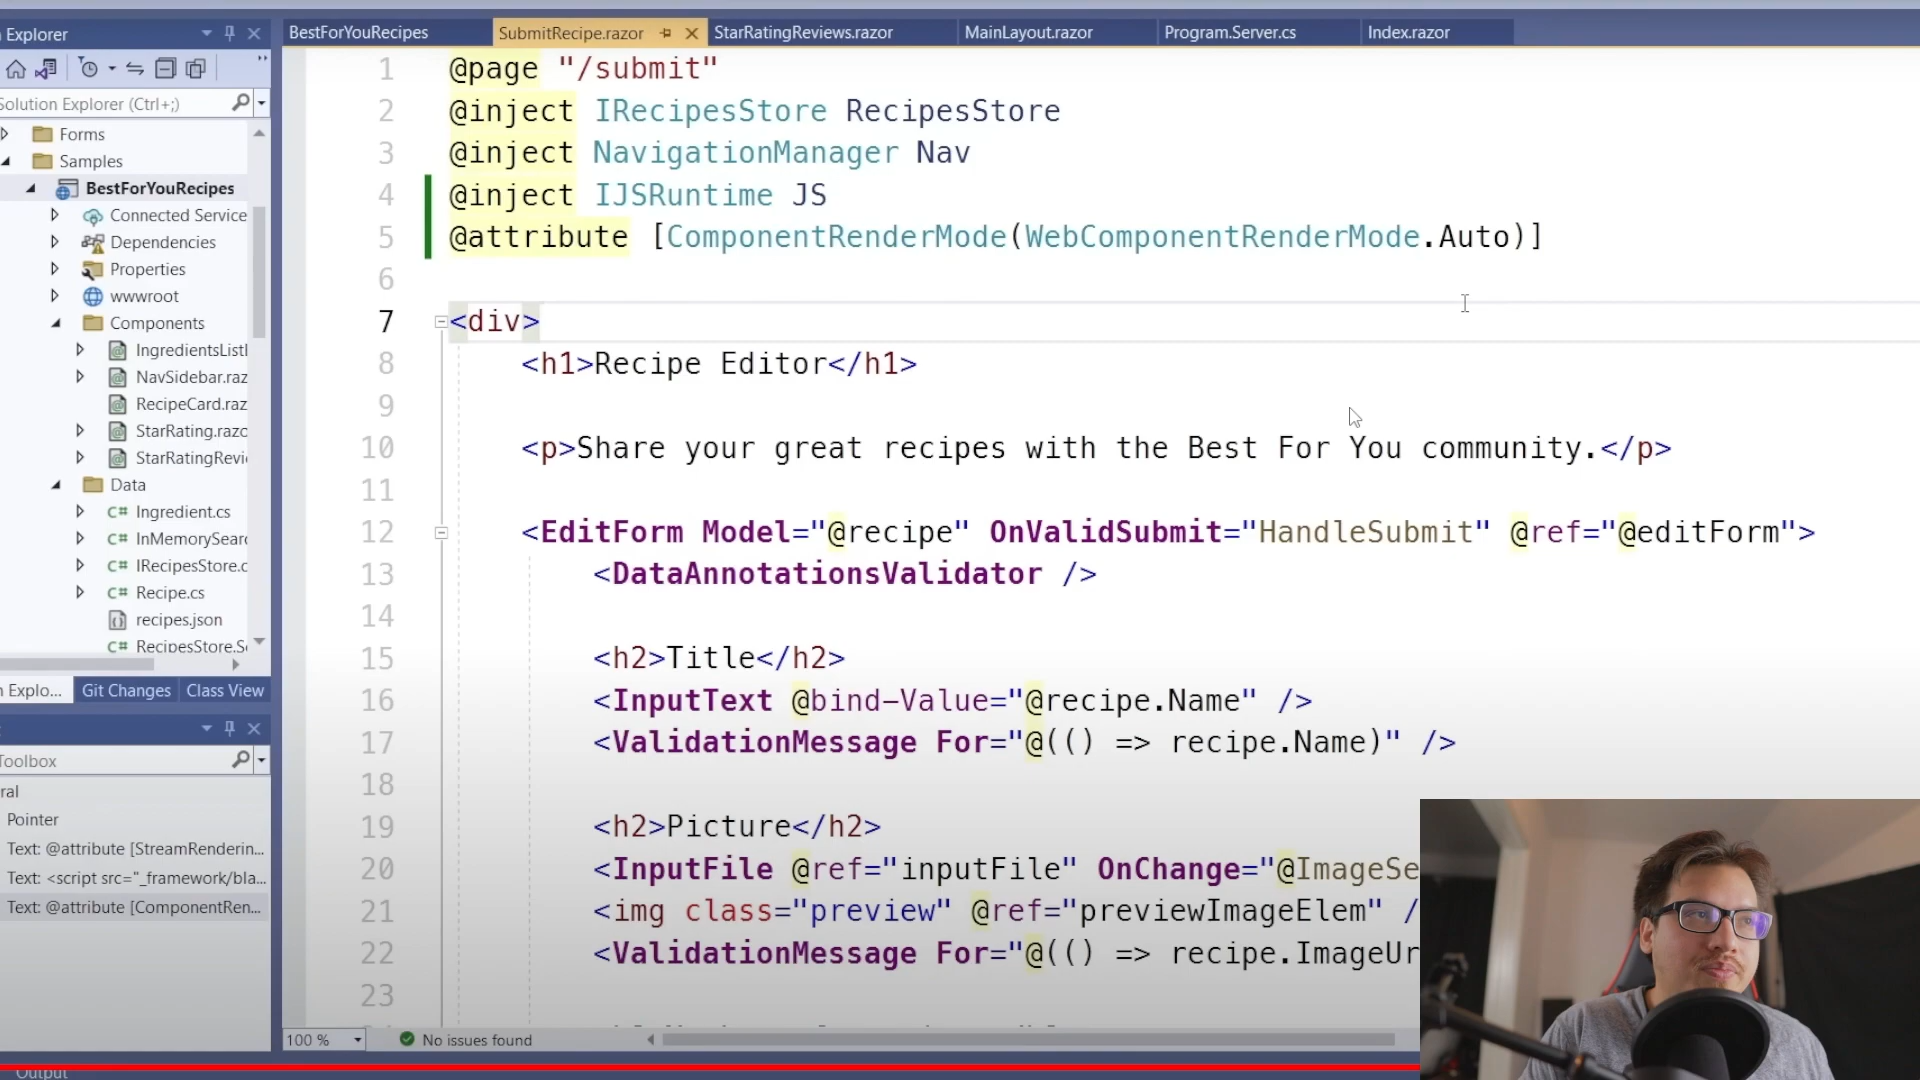 Explorer
Solution Explorer (Ctrl+;)
Forms
Samples
BestForYouRecipes
Connected Service
Dependencies
Properties
wwwroot
Components
IngredientsListI
NavSidebar.raz
RecipeCard.raz
StarRating.razo
StarRatingRevi
Data
C# Ingredient.cs
C# InMemorySear
C# IRecipesStore.c
C# Recipe.cs
recipes.json
C# RecipesStore.S
n Explo...
Git Changes
Class View
Toolbox
ral
Pointer
Text: @attribute [StreamRenderin...
Text: <script src="_framework/bla...
Text: @attribute [ComponentRen...
Output
BestForYouRecipes
SubmitRecipe.razor
StarRatingReviews.razor
MainLayout.razor
Program.Server.cs
Index.razor
1 @page "/submit"
2 @inject IRecipesStore RecipesStore
3 @inject NavigationManager Nav
4 @inject IJSRuntime JS
5 @attribute [ComponentRenderMode(WebComponentRenderMode.Auto)]
6
7 <div>
8 <h1>Recipe Editor</h1>
9
10 <p>Share your great recipes with the Best For You community.</p>
11
12 <EditForm Model="@recipe" OnValidSubmit="HandleSubmit" @ref="@editForm">
13 <DataAnnotationsValidator />
14
15 <h2>Title</h2>
16 <InputText @bind-Value="@recipe.Name" />
17 <ValidationMessage For="@(() => recipe.Name)" />
18
19 <h2>Picture</h2>
20 <InputFile @ref="inputFile" OnChange="@ImageSe
21 <img class="preview" @ref="previewImageElem" /
22 <ValidationMessage For="@(() => recipe.ImageUr
23
100 %
No issues found